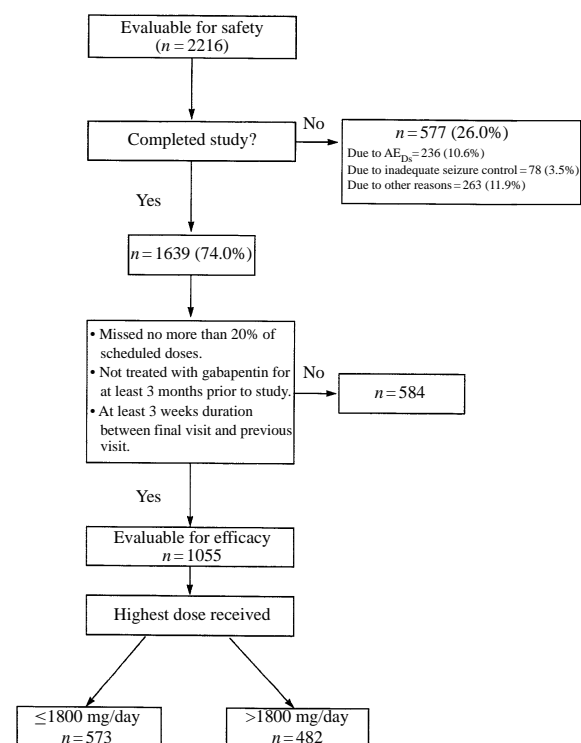 Evaluable for safety
(n = 2216)
Completed study?
No
n = 577 (26.0%)
Due to AEDs = 236 (10.6%)
Due to inadequate seizure control = 78 (3.5%)
Due to other reasons = 263 (11.9%)
Yes
n = 1639 (74.0%)
• Missed no more than 20% of
scheduled doses.
• Not treated with gabapentin for
at least 3 months prior to study.
• At least 3 weeks duration
between final visit and previous
visit.
No
n = 584
Yes
Evaluable for efficacy
n = 1055
Highest dose received
≤1800 mg/day
n = 573
>1800 mg/day
n = 482